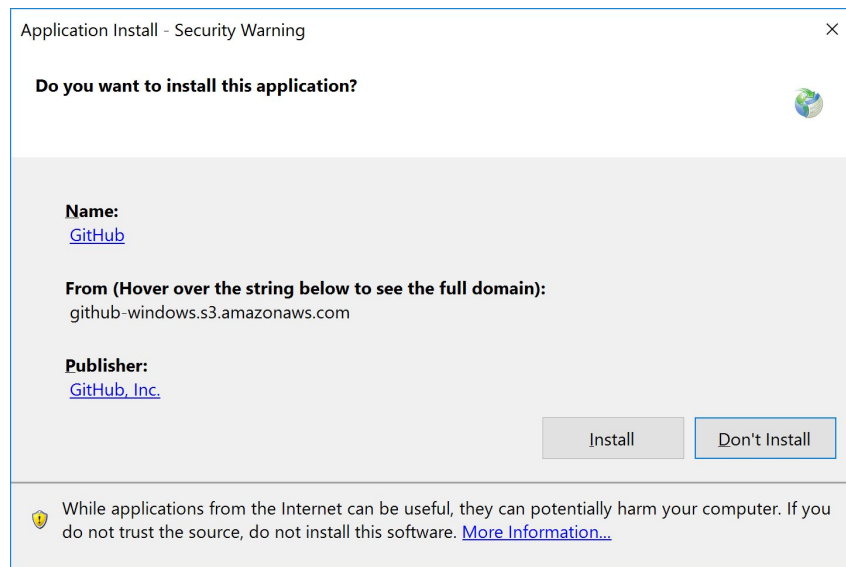 Application Install - Security Warning
Do you want to install this application?
Name:
GitHub
From (Hover over the string below to see the full domain):
github-windows.s3.amazonaws.com
Publisher:
GitHub, Inc.
Install
Don't Install
While applications from the Internet can be useful, they can potentially harm your computer. If you
do not trust the source, do not install this software. More Information...